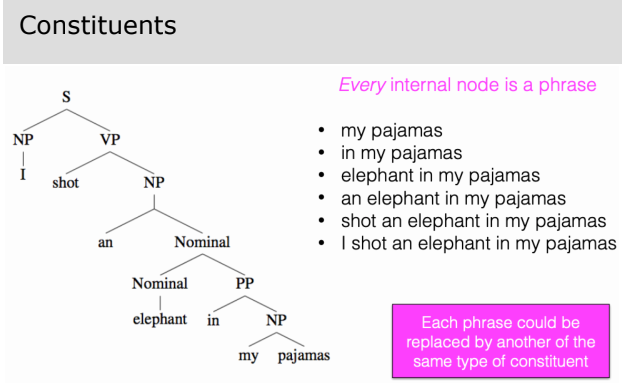 Constituents
Every internal node is a phrase
S
NP VP
I
shot NP
an Nominal
Nominal PP
elephant in NP
my pajamas
• my pajamas
• in my pajamas
• elephant in my pajamas
• an elephant in my pajamas
• shot an elephant in my pajamas
• I shot an elephant in my pajamas
Each phrase could be
replaced by another of the
same type of constituent